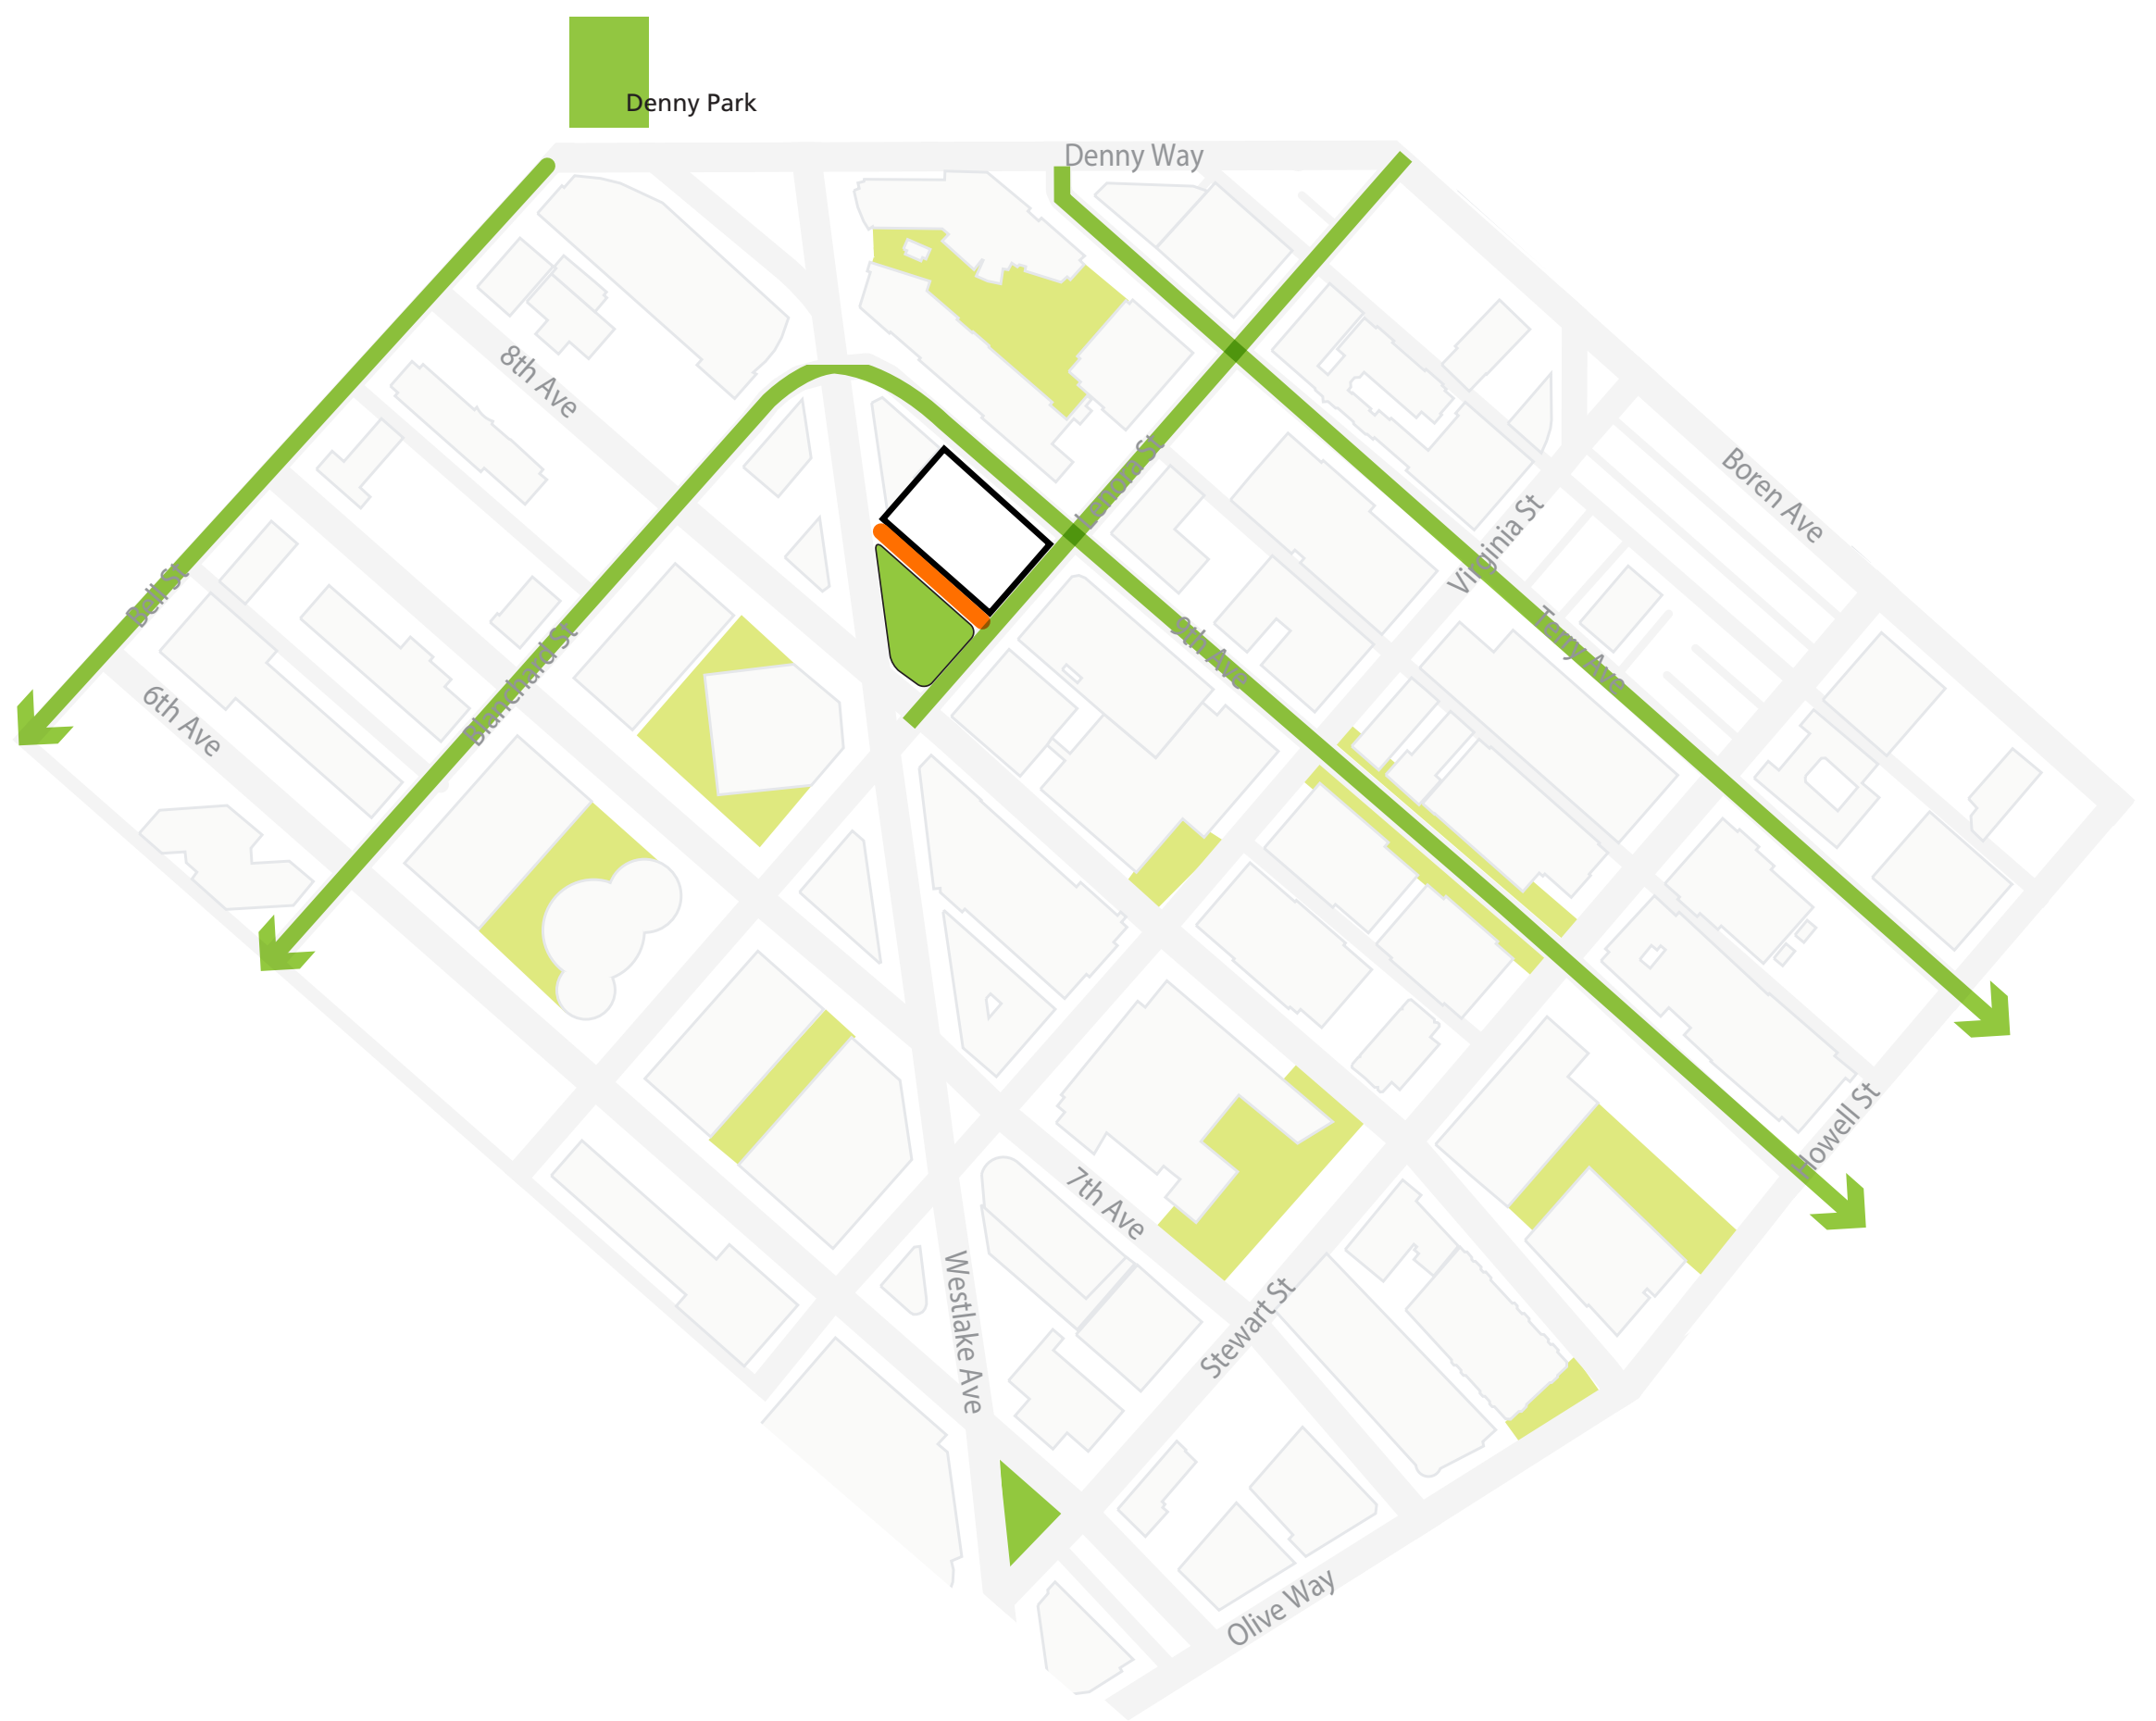 Denny Park
Denny Way
8th Ave
Lenora St
Boren Ave
Virginia St
Bell St
Blanchard St
9th Ave
Terry Ave
6th Ave
Howell St
7th Ave
Westlake Ave
Stewart St
Olive Way